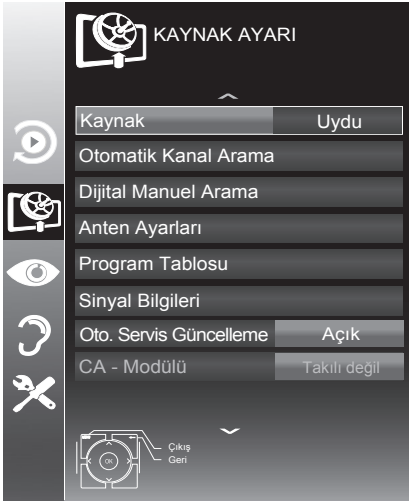 KAYNAK AYARI
Kaynak Uydu
Otomatik Kanal Arama
Dijital Manuel Arama
Anten Ayarları
Program Tablosu
Sinyal Bilgileri
Oto. Servis Güncelleme Açık
CA - Modülü Takılı değil
Çıkış
OK Geri